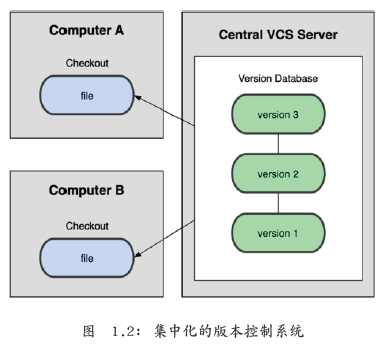 Computer A
Checkout
file
Computer B
Checkout
file
Central VCS Server
Version Database
version 3
version 2
version 1
图 1.2: 集中化的版本控制系统